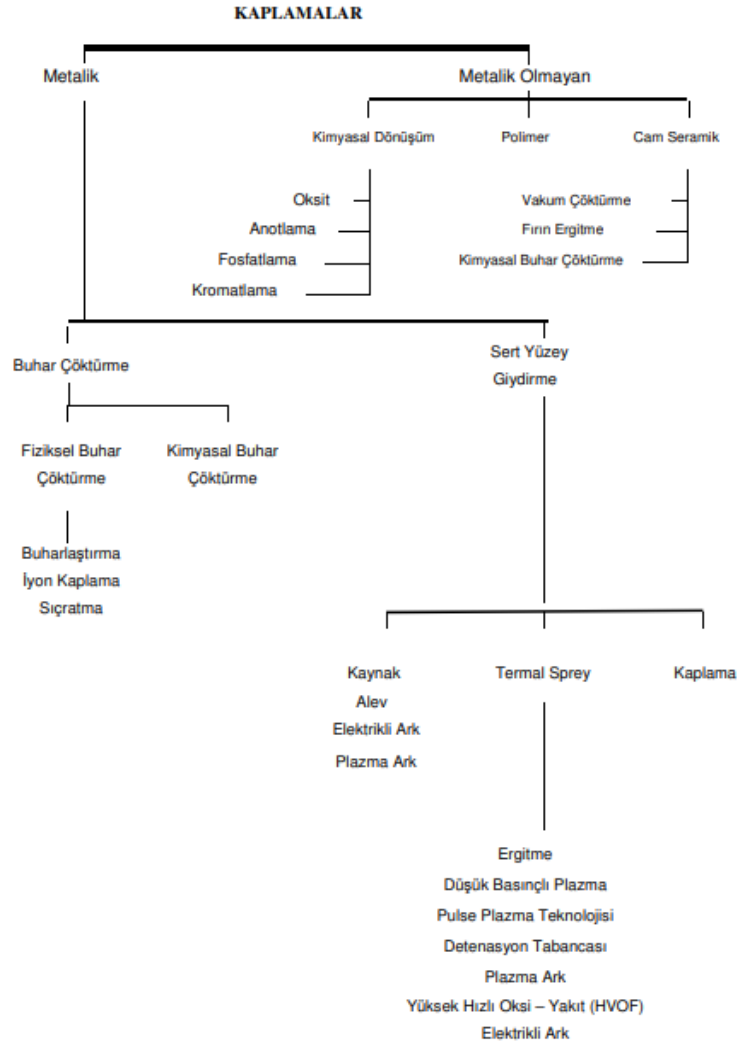 KAPLAMALAR
Metalik
Metalik Olmayan
Kimyasal Dönüşüm
Polimer
Cam Seramik
Oksit
Anotlama
Fosfatlama
Kromatlama
Vakum Çöktürme
Fırın Ergitme
Kimyasal Buhar Çöktürme
Buhar Çöktürme
Sert Yüzey
Giydirme
Fiziksel Buhar
Çöktürme
Kimyasal Buhar
Çöktürme
Buharlaştırma
İyon Kaplama
Sıçratma
Kaynak
Alev
Elektrikli Ark
Plazma Ark
Termal Sprey
Kaplama
Ergitme
Düşük Basınçlı Plazma
Pulse Plazma Teknolojisi
Detenasyon Tabancası
Plazma Ark
Yüksek Hızlı Oksi – Yakıt (HVOF)
Elektrikli Ark